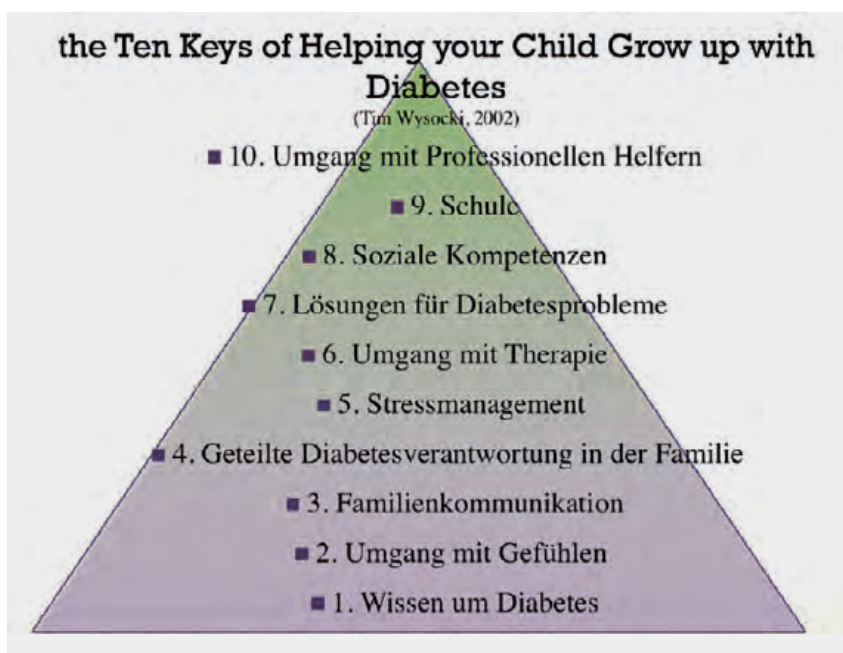 the Ten Keys of Helping your Child Grow up with
Diabetes
(Tim Wysocki, 2002)
■ 10. Umgang mit Professionellen Helfern
■ 9. Schule
■ 8. Soziale Kompetenzen
■ 7. Lösungen für Diabetesprobleme
■ 6. Umgang mit Therapie
■ 5. Stressmanagement
■ 4. Geteilte Diabetesverantwortung in der Familie
■ 3. Familienkommunikation
■ 2. Umgang mit Gefühlen
■ 1. Wissen um Diabetes